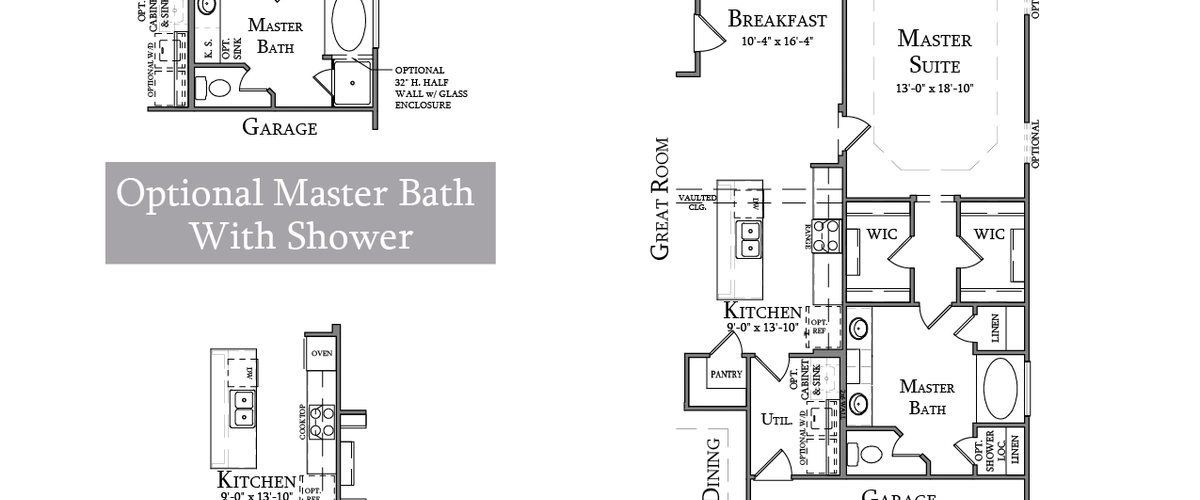 OPT.
CABINET
& SINK
OPTIONAL W/D
K. S.
OPT.
SINK
MASTER
BATH
OPTIONAL
32" H. HALF
WALL W/ GLASS
ENCLOSURE
GARAGE
Optional Master Bath
With Shower
OVEN
DW
COOKTOP
KITCHEN
9'-0" x 13'-10"
OPT.
REF.
BREAKFAST
10'-4" x 16'-4"
MASTER
SUITE
13'-0" x 18'-10"
OPTIONAL
GREAT ROOM
VAULTED
CLG.
DW
RANGE
WIC
WIC
KITCHEN
9'-0" x 13'-10"
OPT.
REF
LINEN
PANTRY
OPT.
CABINET
& SINK
UTIL.
OPTIONAL W/D
MASTER
BATH
OPT.
SHOWER
LOC.
LINEN
DINING
GARAGE